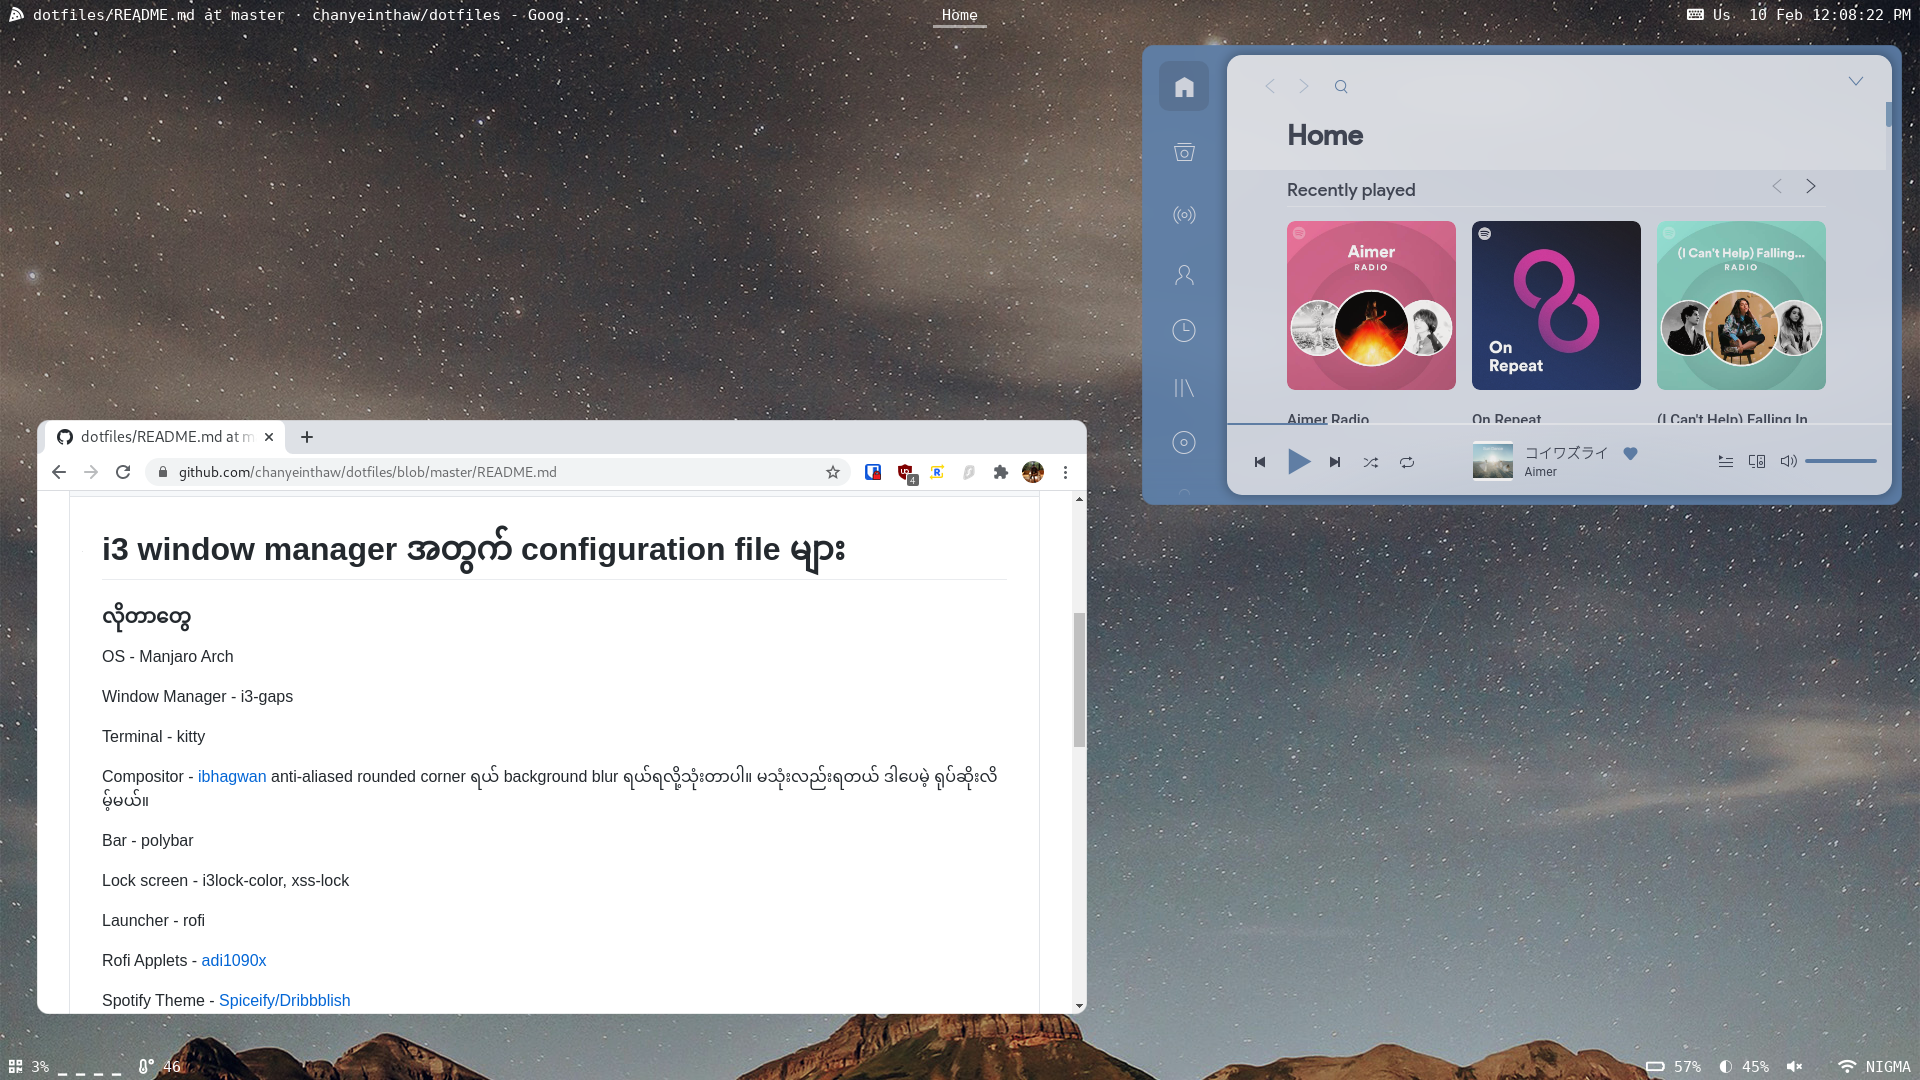 dotfiles/README.md at master · chanyeinthaw/dotfiles - Goog...
Home
Us
10 Feb 12:08:22 PM
Home
Recently played
Aimer
RADIO
On
Repeat
(I Can't Help) Falling...
RADIO
Aimer Radio
On Repeat
(I Can't Help) Falling In
コイワズライ
Aimer
dotfiles/README.md at m
github.com/chanyeinthaw/dotfiles/blob/master/README.md
4
i3 window manager အတွက် configuration file များ
လိုတာတွေ
OS - Manjaro Arch
Window Manager - i3-gaps
Terminal - kitty
Compositor - ibhagwan anti-aliased rounded corner ရယ် background blur ရယ်ရလို့သုံးတာပါ။ မသုံးလည်းရတယ် ဒါပေမဲ့ ရုပ်ဆိုးလိ
မ့်မယ်။
Bar - polybar
Lock screen - i3lock-color, xss-lock
Launcher - rofi
Rofi Applets - adi1090x
Spotify Theme - Spiceify/Dribbblish
3%
46
57%
45%
NIGMA